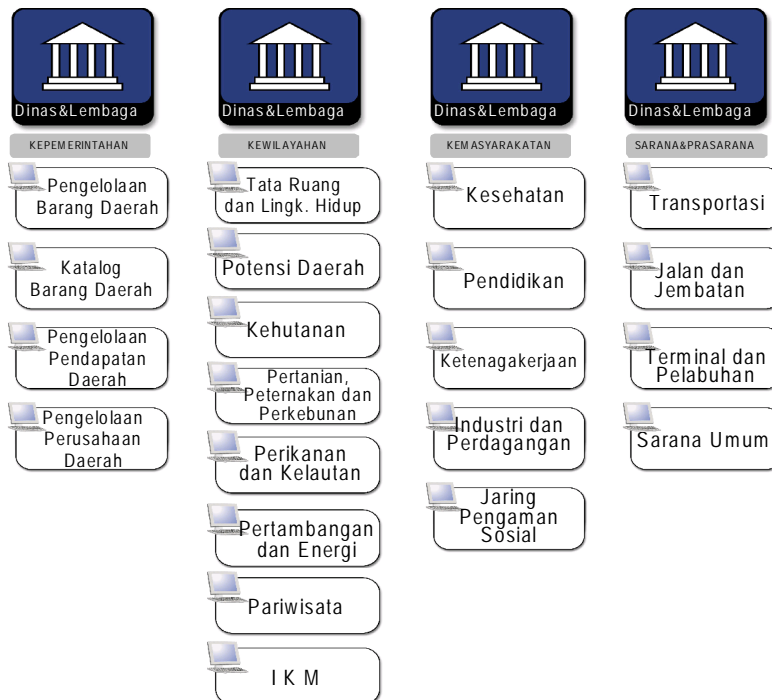 Dinas&Lembaga
KEPEMERINTAHAN
Pengelolaan
Barang Daerah
Katalog
Barang Daerah
Pengelolaan
Pendapatan
Daerah
Pengelolaan
Perusahaan
Daerah
Dinas&Lembaga
KEWILAYAHAN
Tata Ruang
dan Lingk. Hidup
Potensi Daerah
Kehutanan
Pertanian,
Peternakan dan
Perkebunan
Perikanan
dan Kelautan
Pertambangan
dan Energi
Pariwisata
I K M
Dinas&Lembaga
KEMASYARAKATAN
Kesehatan
Pendidikan
Ketenagakerjaan
Industri dan
Perdagangan
Jaring
Pengaman
Sosial
Dinas&Lembaga
SARANA&PRASARANA
Transportasi
Jalan dan
Jembatan
Terminal dan
Pelabuhan
Sarana Umum